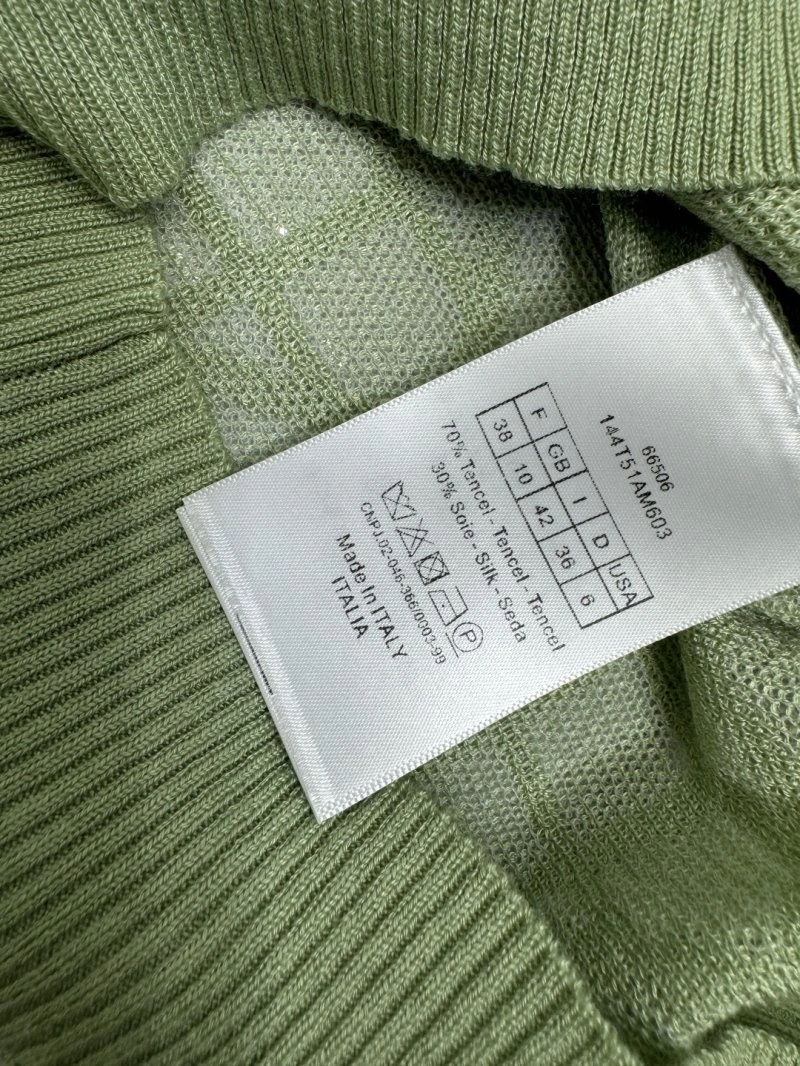 66506
144T51AM603
F GB I D USA
38 10 42 36 6
70% Tencel - Tencel - Tencel
30% Soie - Silk - Seda
P
CNPJ.02-046-366/0003-99
Made In ITALY
ITALIA